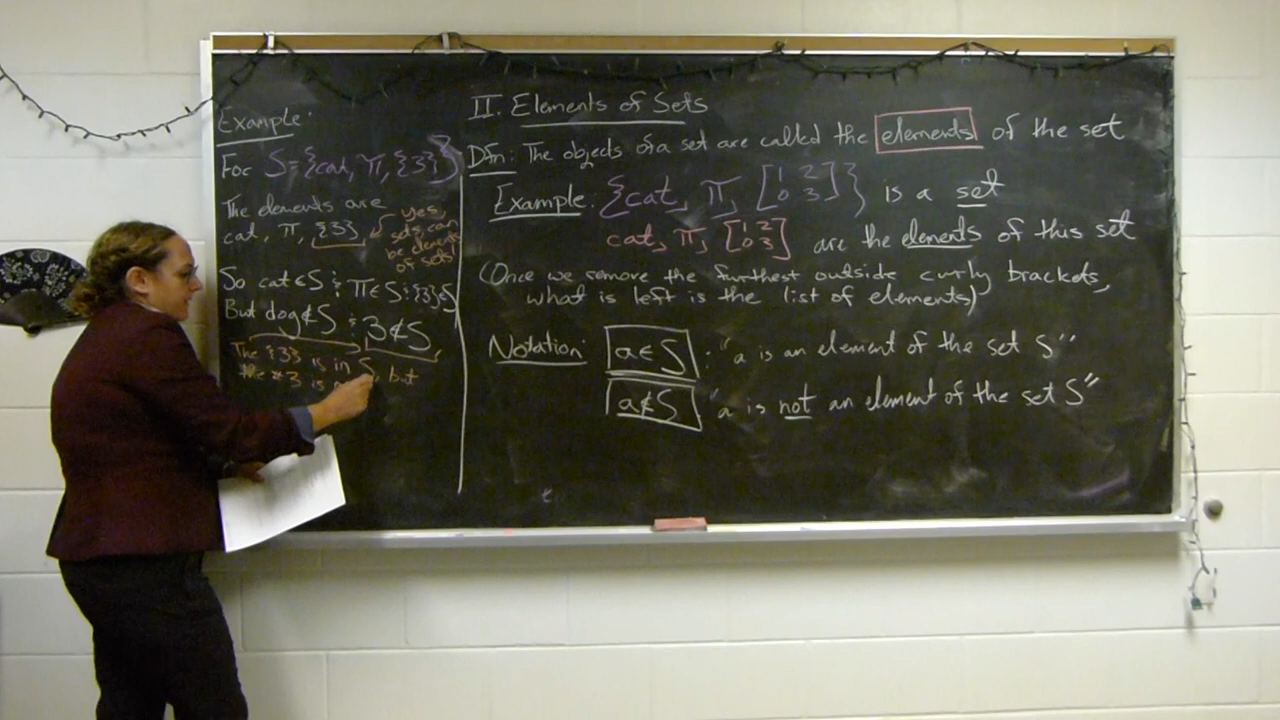 Example:
For S = {cat, π, {3}}
The elements are
cat, π, {3}
yes,
sets can
be elements
of sets!
So cat ∈ S & π ∈ S & {3} ∈ S
But dog ∉ S & 3 ∉ S
The {3} is in S, but
the #3 is
II. Elements of Sets
Dfn: The objects of a set are called the elements of the set
Example: {cat, π, [1 2
0 3]} is a set
cat, π, [1 2
0 3] are the elements of this set
(Once we remove the furthest outside curly brackets,
what is left is the list of elements)
Notation: a ∈ S : "a is an element of the set S"
a ∉ S "a is not an element of the set S"